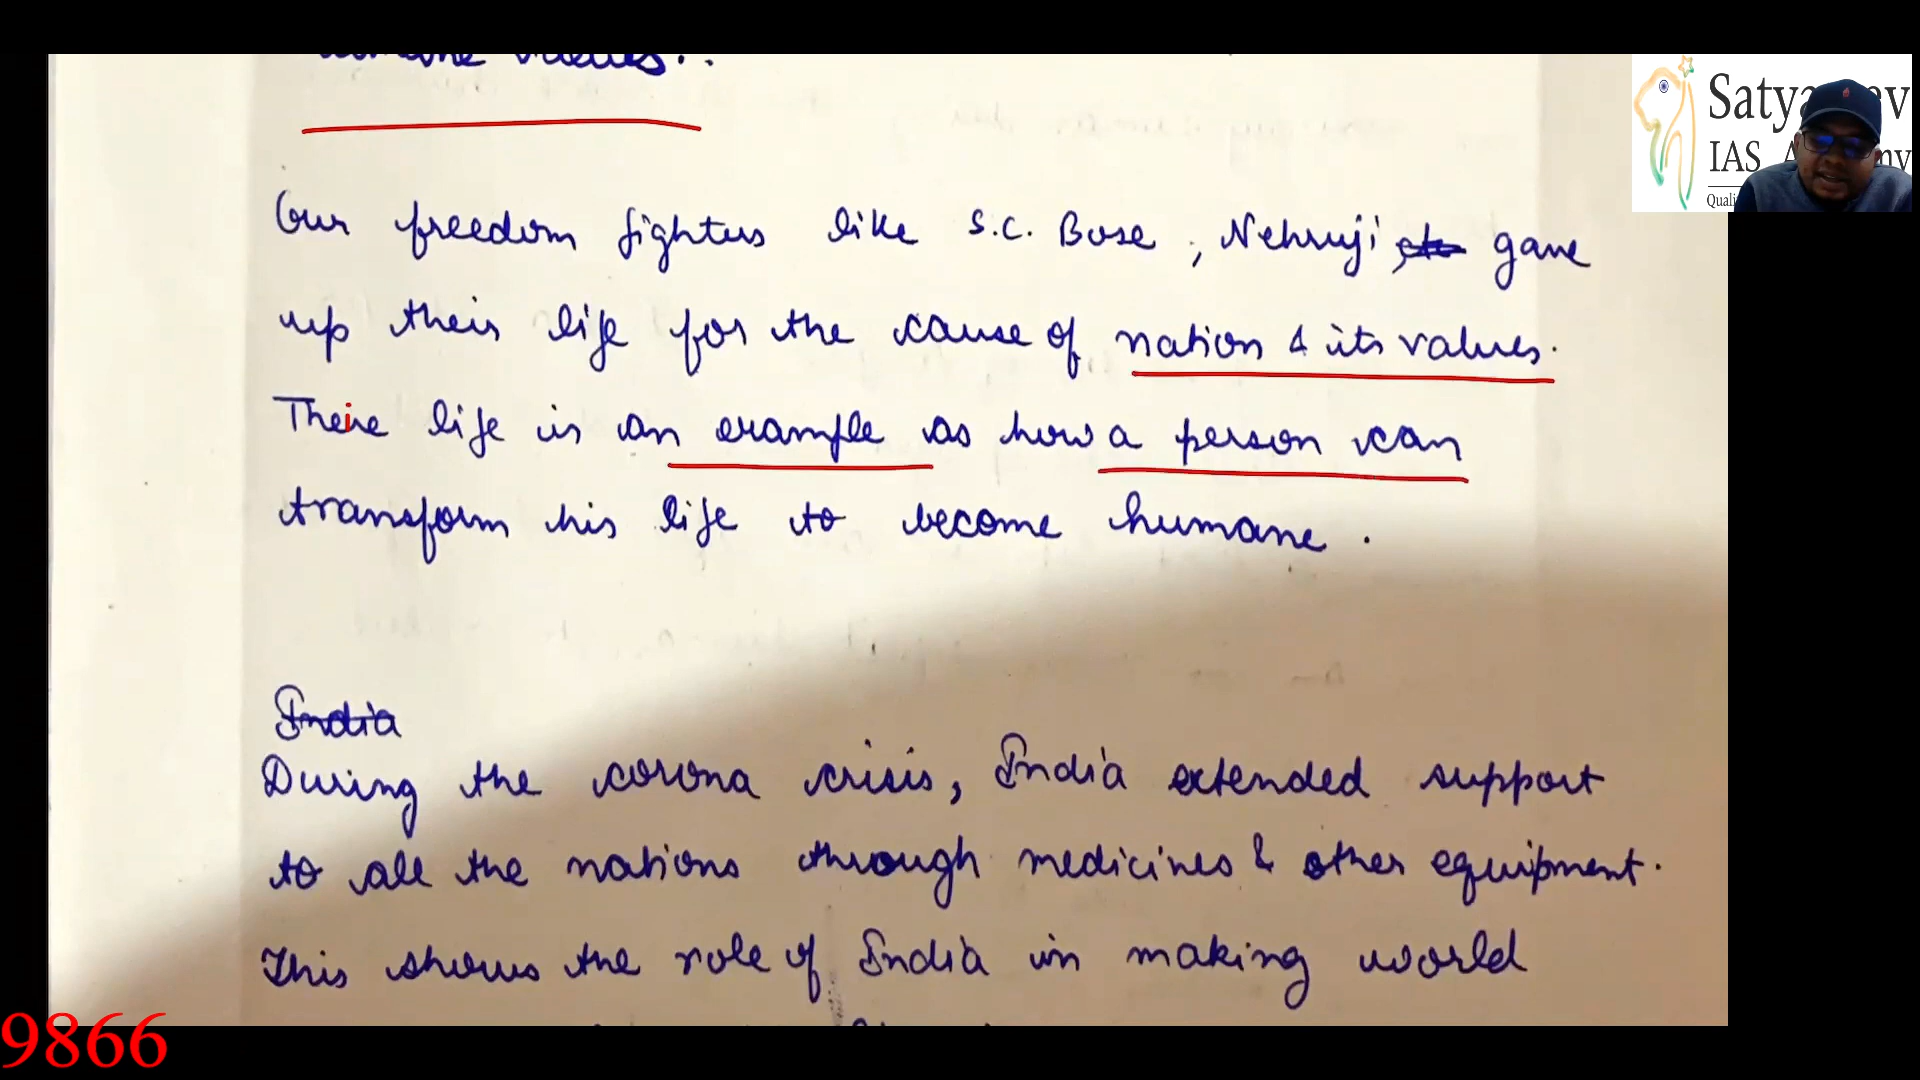 values..
Our freedom fighters like S.C. Bose, Nehruji, gave
up their life for the cause of nation & its values.
Theire life is an example as how a person can
transform his life to become humane.
India
During the corona crisis, India extended support
to all the nations through medicines & other equipment.
This shows the role of India in making world
Satya
IAS
Quali
9866